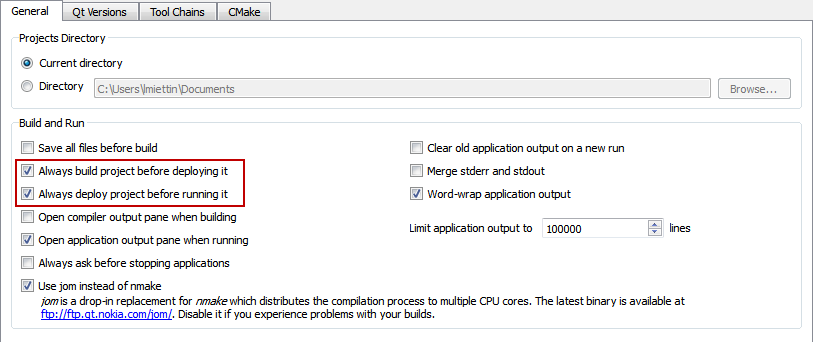 General Qt Versions Tool Chains CMake
Projects Directory
Current directory
Directory C:\Users\lmiettin\Documents Browse...
Build and Run
Save all files before build
Always build project before deploying it
Always deploy project before running it
Open compiler output pane when building
Open application output pane when running
Always ask before stopping applications
Use jom instead of nmake
jom is a drop-in replacement for nmake which distributes the compilation process to multiple CPU cores. The latest binary is available at
ftp://ftp.qt.nokia.com/jom/. Disable it if you experience problems with your builds.
Clear old application output on a new run
Merge stderr and stdout
Word-wrap application output
Limit application output to 100000 lines